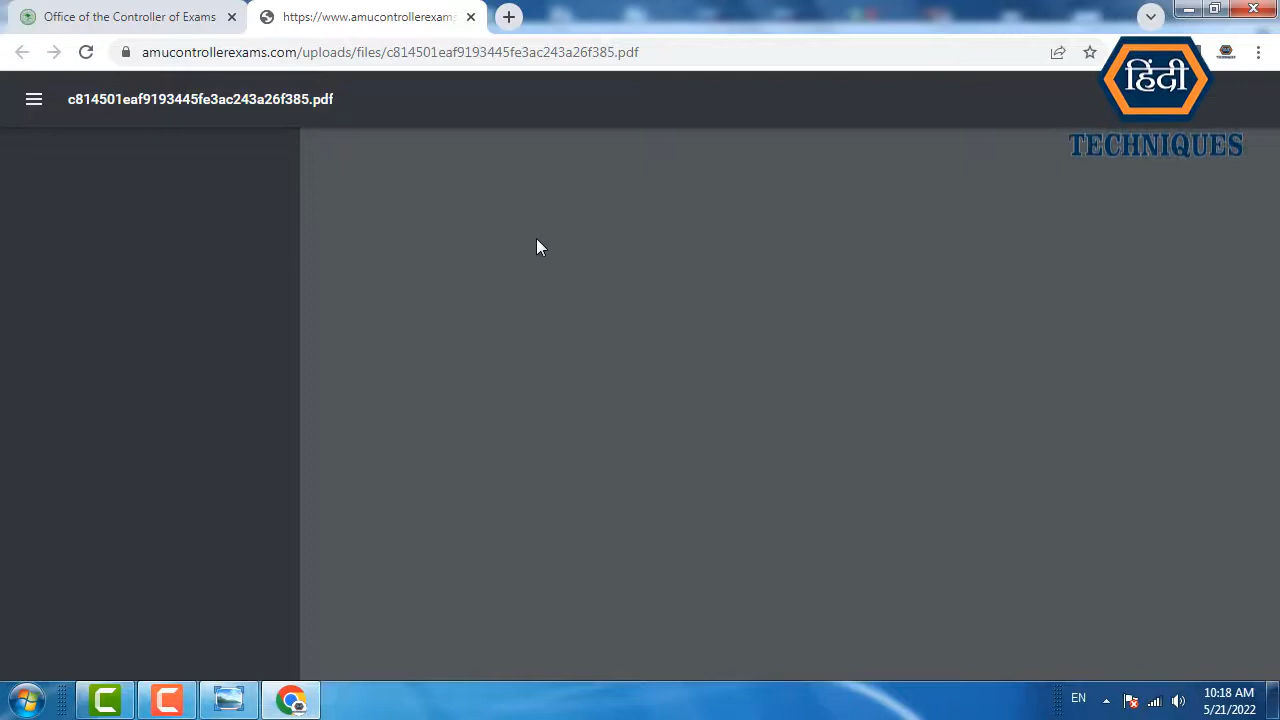 Office of the Controller of Exams
https://www.amucontrollerexams
amucontrollerexams.com/uploads/files/c814501eaf9193445fe3ac243a26f385.pdf
c814501eaf9193445fe3ac243a26f385.pdf
हिंदी
TECHNIQUES
EN
10:18 AM
5/21/2022